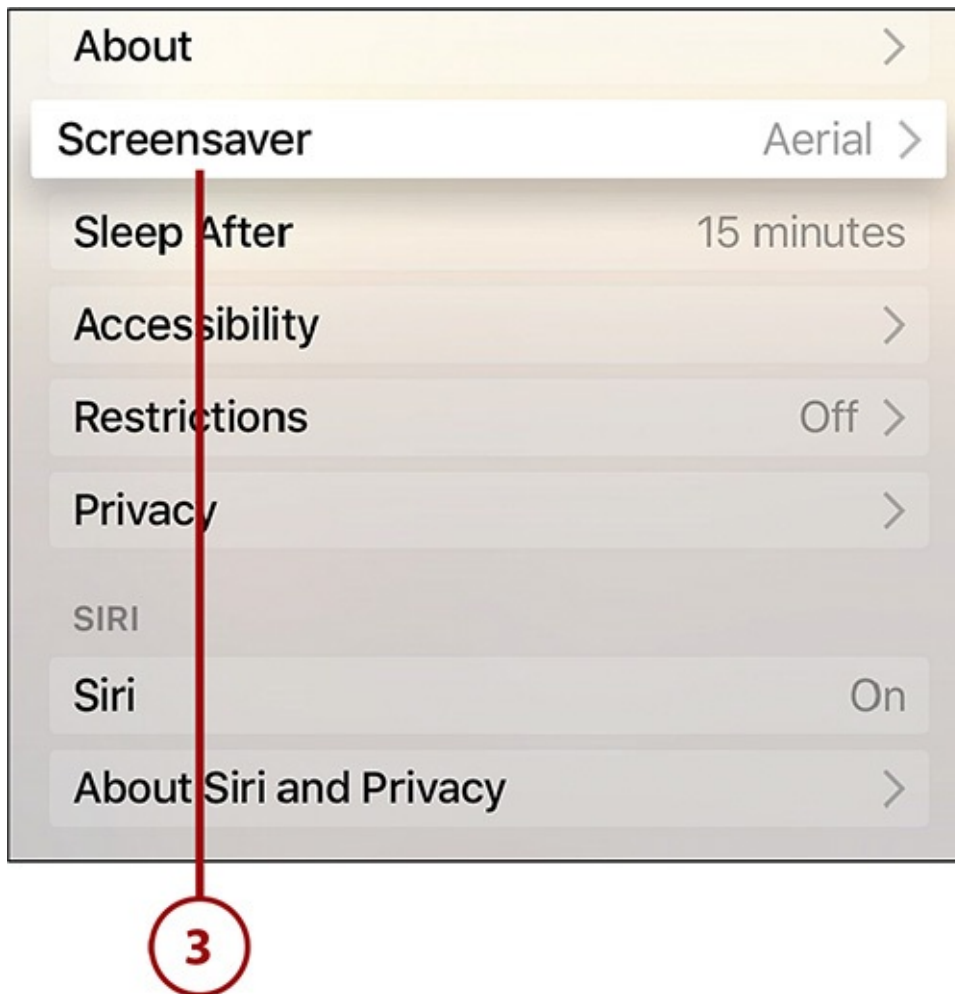 About
Screensaver Aerial
Sleep After 15 minutes
Accessibility
Restrictions Off
Privacy
SIRI
Siri On
About Siri and Privacy
3